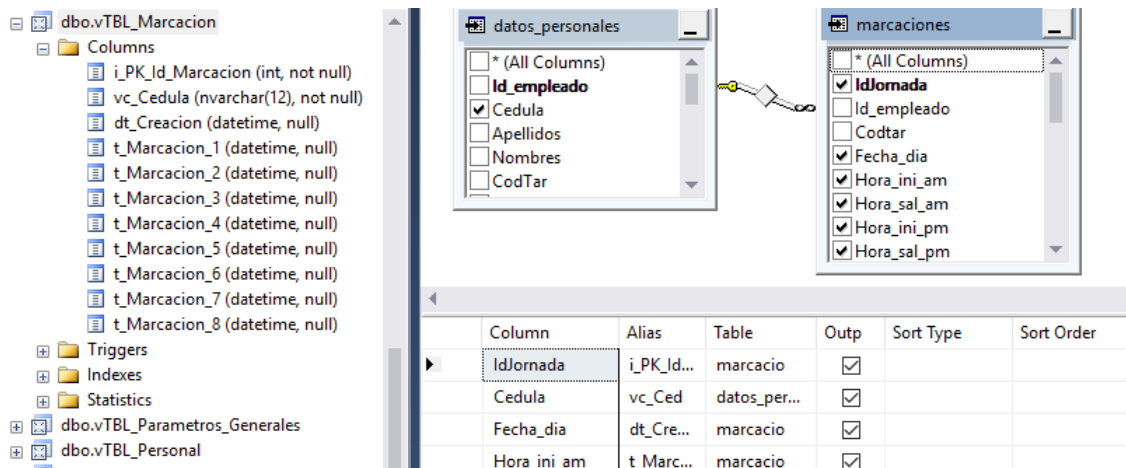 dbo.vTBL_Marcacion
Columns
i_PK_Id_Marcacion (int, not null)
vc_Cedula (nvarchar(12), not null)
dt_Creacion (datetime, null)
t_Marcacion_1 (datetime, null)
t_Marcacion_2 (datetime, null)
t_Marcacion_3 (datetime, null)
t_Marcacion_4 (datetime, null)
t_Marcacion_5 (datetime, null)
t_Marcacion_6 (datetime, null)
t_Marcacion_7 (datetime, null)
t_Marcacion_8 (datetime, null)
Triggers
Indexes
Statistics
dbo.vTBL_Parametros_Generales
dbo.vTBL_Personal
datos_personales
* (All Columns)
Id_empleado
Cedula
Apellidos
Nombres
CodTar
marcaciones
* (All Columns)
IdJornada
Id_empleado
Codtar
Fecha_dia
Hora_ini_am
Hora_sal_am
Hora_ini_pm
Hora_sal_pm
Column Alias Table Outp Sort Type Sort Order
IdJornada i_PK_Id... marcacio
Cedula vc_Ced datos_per...
Fecha_dia dt_Cre... marcacio
Hora_ini_am t_Marc... marcacio